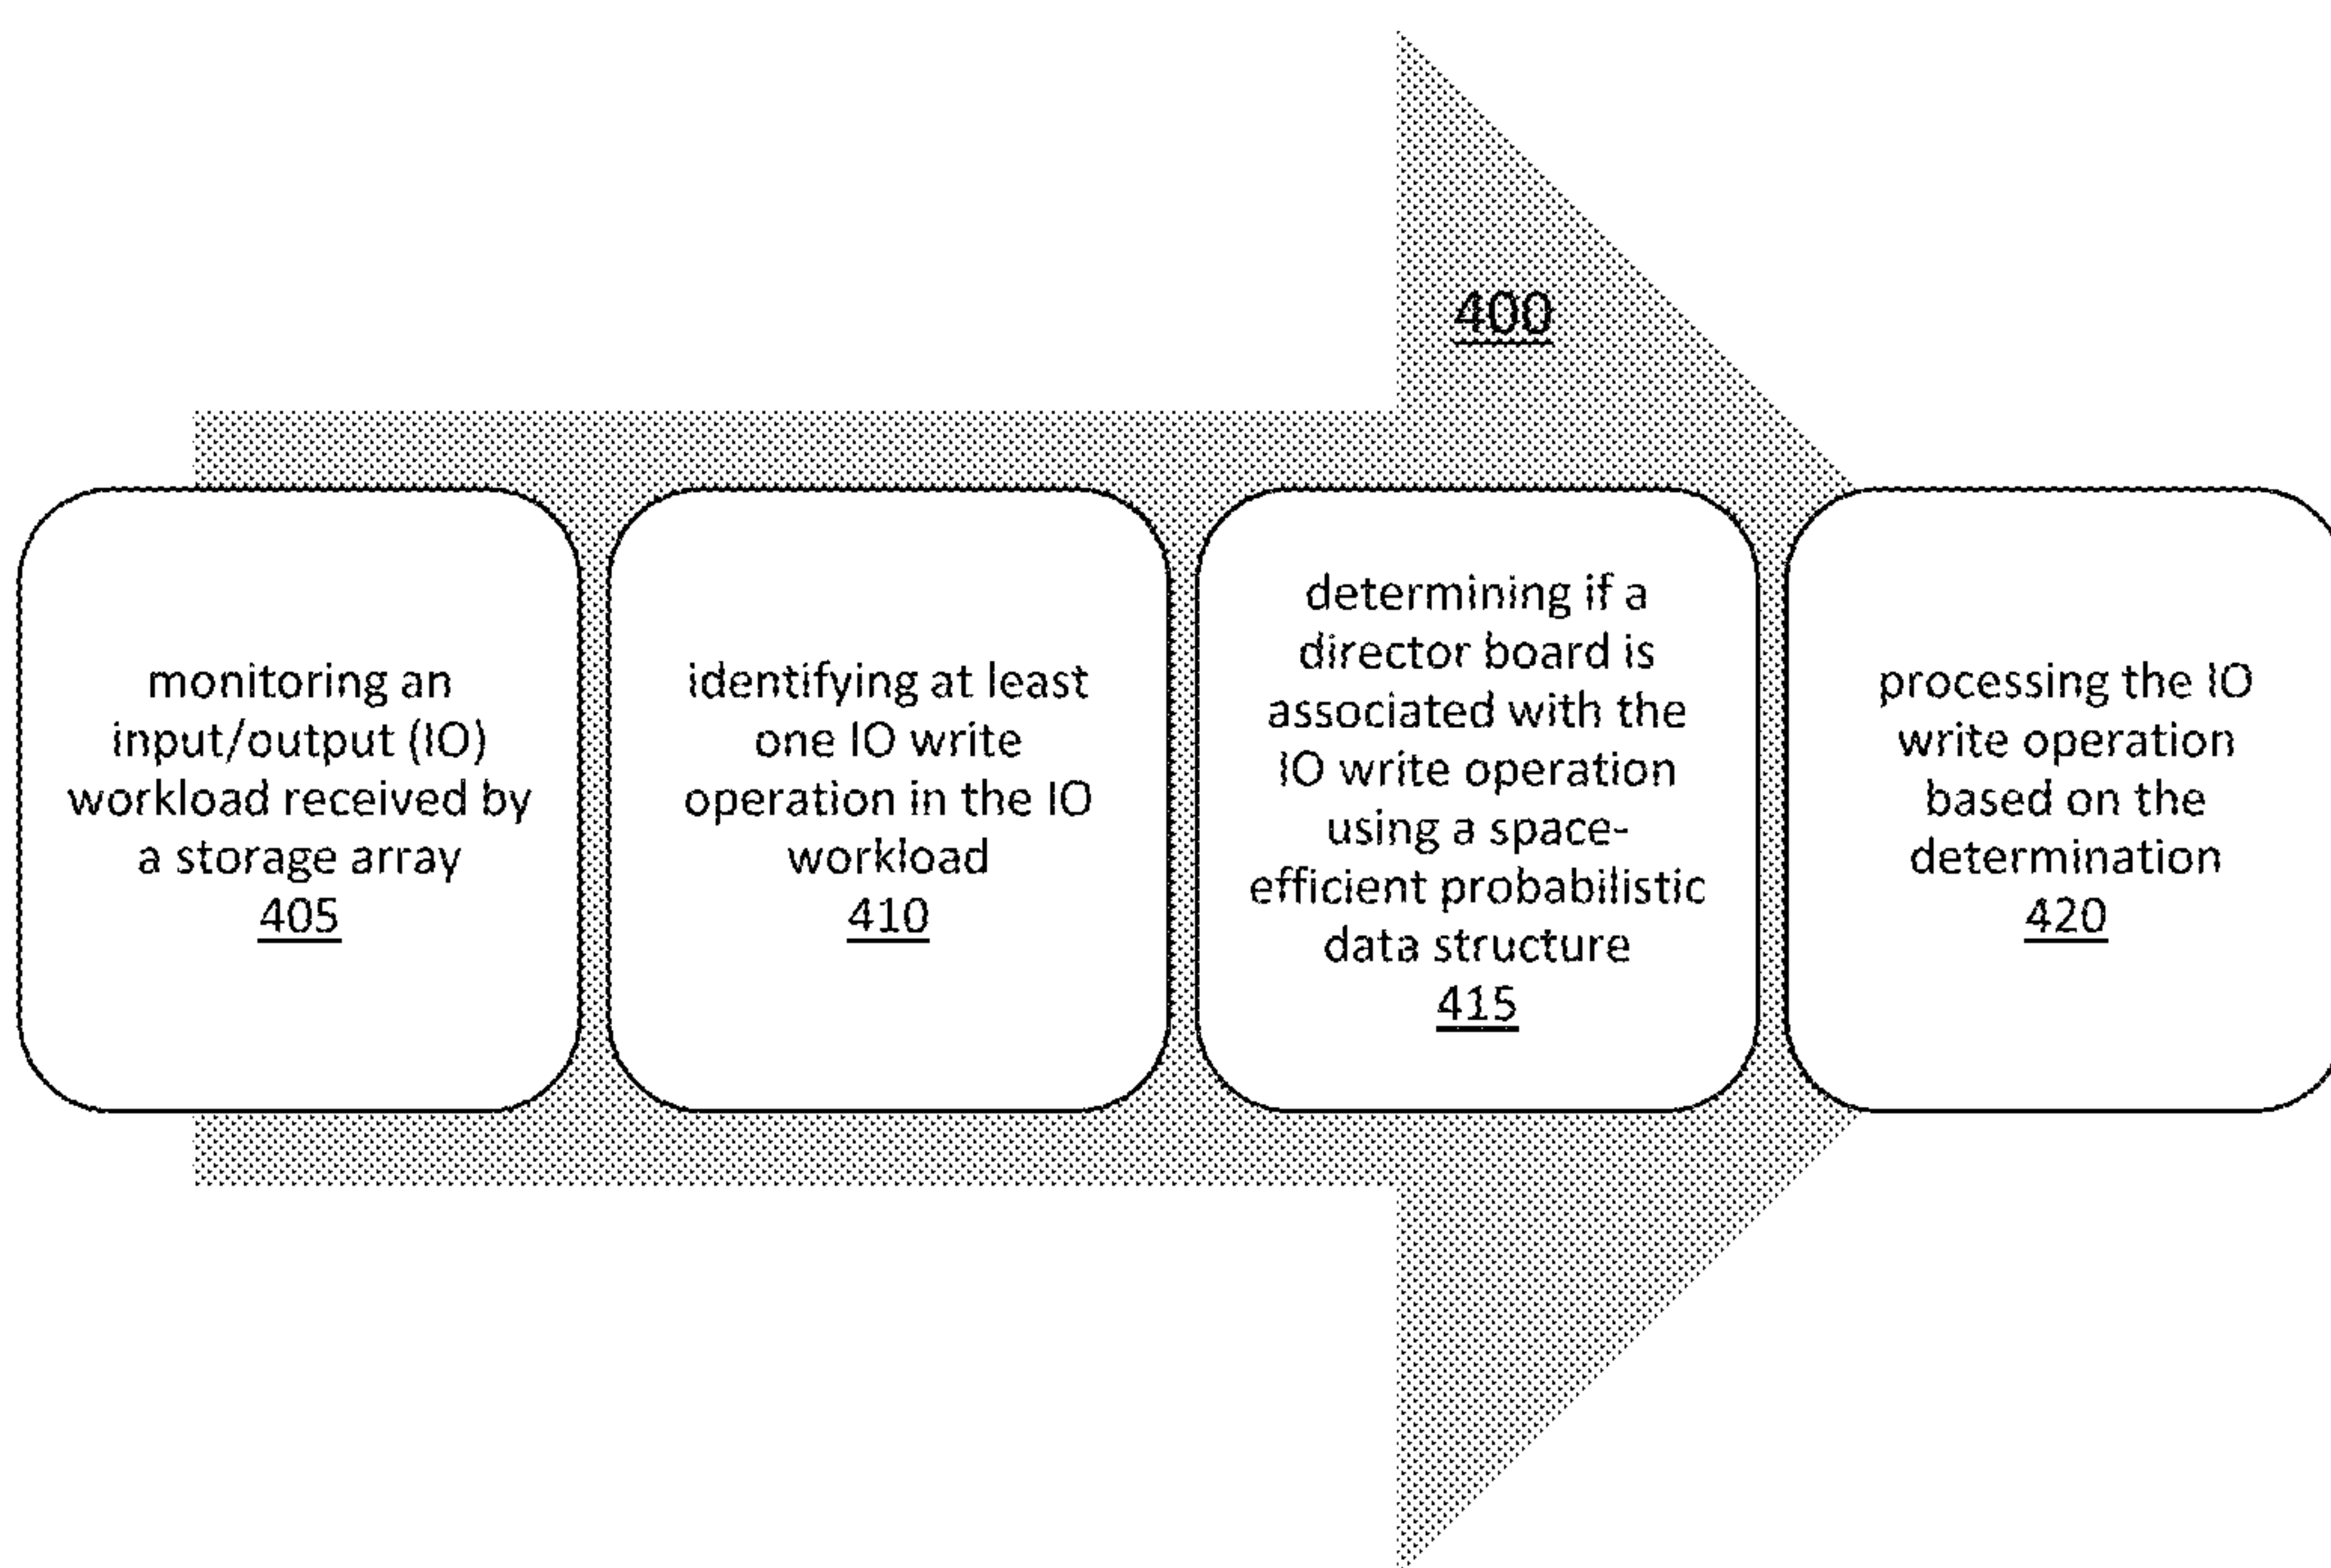 400
monitoring an
input/output (IO)
workload received by
a storage array
405
identifying at least
one IO write
operation in the IO
workload
410
determining if a
director board is
associated with the
IO write operation
using a space-
efficient probabilistic
data structure
415
processing the IO
write operation
based on the
determination
420